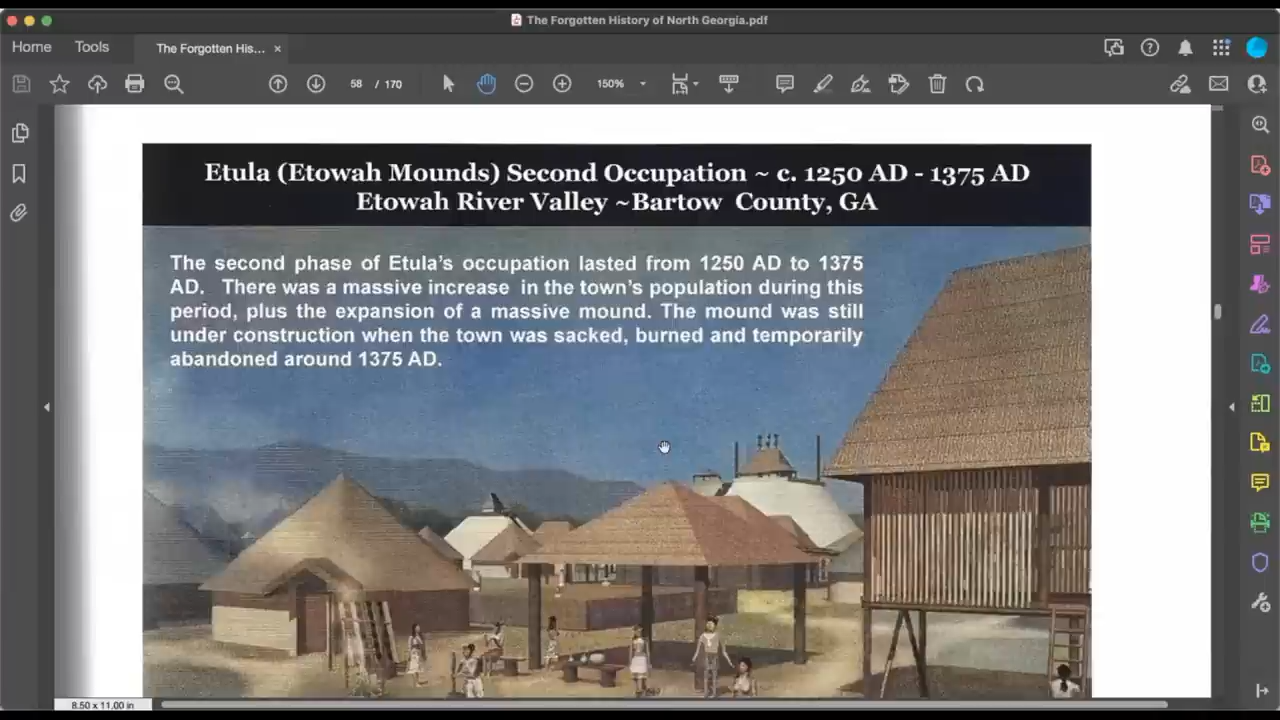 The Forgotten History of North Georgia.pdf
Home Tools The Forgotten His... ×
58 / 170 150%
Etula (Etowah Mounds) Second Occupation ~ c. 1250 AD - 1375 AD
Etowah River Valley ~Bartow County, GA
The second phase of Etula's occupation lasted from 1250 AD to 1375
AD. There was a massive increase in the town's population during this
period, plus the expansion of a massive mound. The mound was still
under construction when the town was sacked, burned and temporarily
abandoned around 1375 AD.
8.50 x 11.00 in